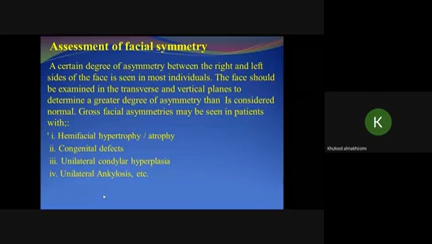 Assessment of facial symmetry
A certain degree of asymmetry between the right and left
sides of the face is seen in most individuals. The face should
be examined in the transverse and vertical planes to
determine a greater degree of asymmetry than Is considered
normal. Gross facial asymmetries may be seen in patients
with;:
' i. Hemifacial hypertrophy / atrophy
ii. Congenital defects
iii. Unilateral condylar hyperplasia
iv. Unilateral Ankylosis, etc.
K